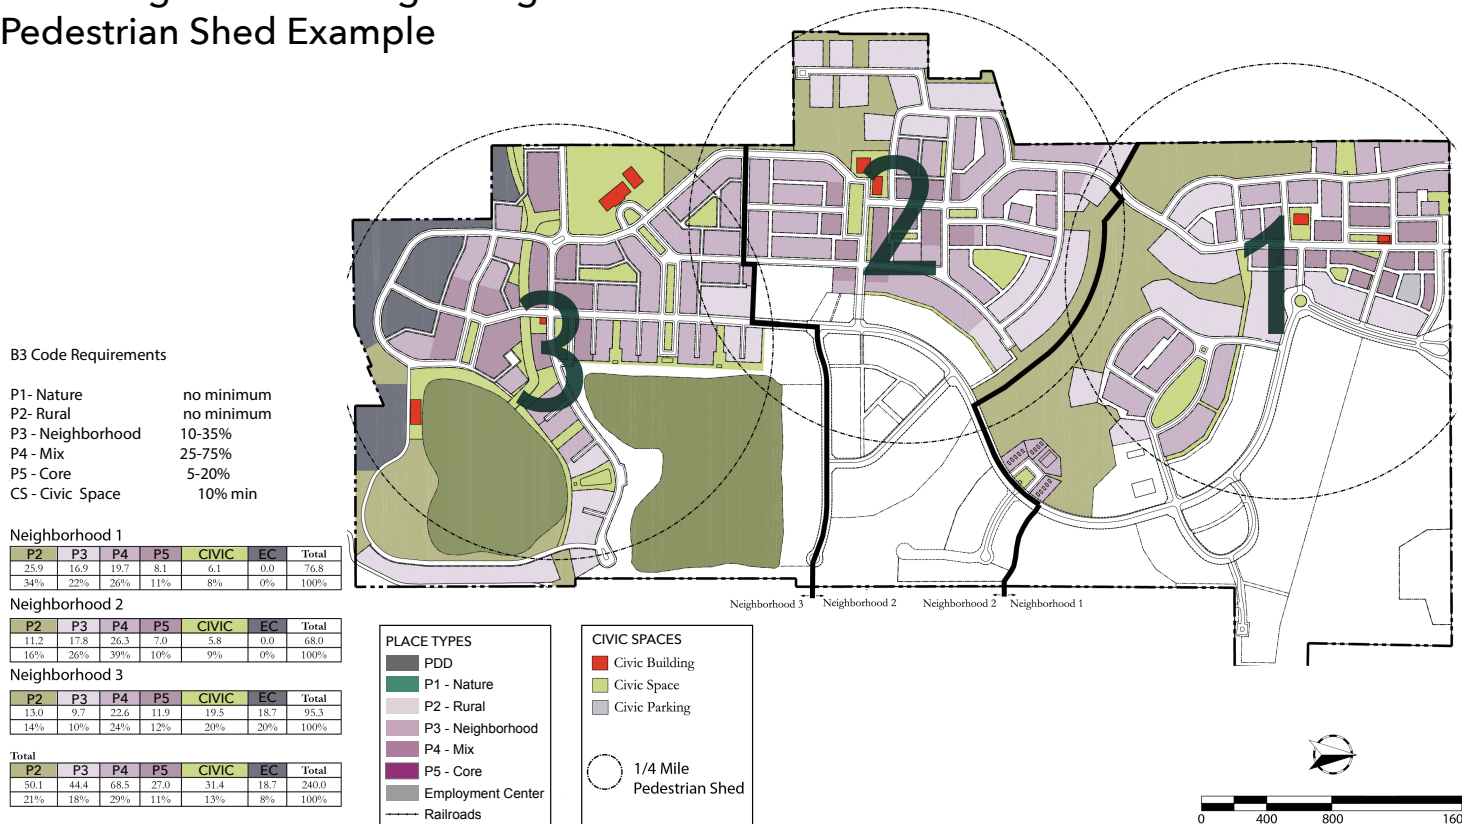 Pedestrian Shed Example
2
1
3
B3 Code Requirements
P1- Nature no minimum
P2- Rural no minimum
P3 - Neighborhood 10-35%
P4 - Mix 25-75%
P5 - Core 5-20%
CS - Civic Space 10% min
Neighborhood 1
P2 P3 P4 P5 CIVIC EC Total
25.9 16.9 19.7 8.1 6.1 0.0 76.8
34% 22% 26% 11% 8% 0% 100%
Neighborhood 2
P2 P3 P4 P5 CIVIC EC Total
11.2 17.8 26.3 7.0 5.8 0.0 68.0
16% 26% 39% 10% 9% 0% 100%
Neighborhood 3
P2 P3 P4 P5 CIVIC EC Total
13.0 9.7 22.6 11.9 19.5 18.7 95.3
14% 10% 24% 12% 20% 20% 100%
Total
P2 P3 P4 P5 CIVIC EC Total
50.1 44.4 68.5 27.0 31.4 18.7 240.0
21% 18% 29% 11% 13% 8% 100%
Neighborhood 3 Neighborhood 2 Neighborhood 2 Neighborhood 1
PLACE TYPES
PDD
P1 - Nature
P2 - Rural
P3 - Neighborhood
P4 - Mix
P5 - Core
Employment Center
Railroads
CIVIC SPACES
Civic Building
Civic Space
Civic Parking
1/4 Mile
Pedestrian Shed
0 400 800 160